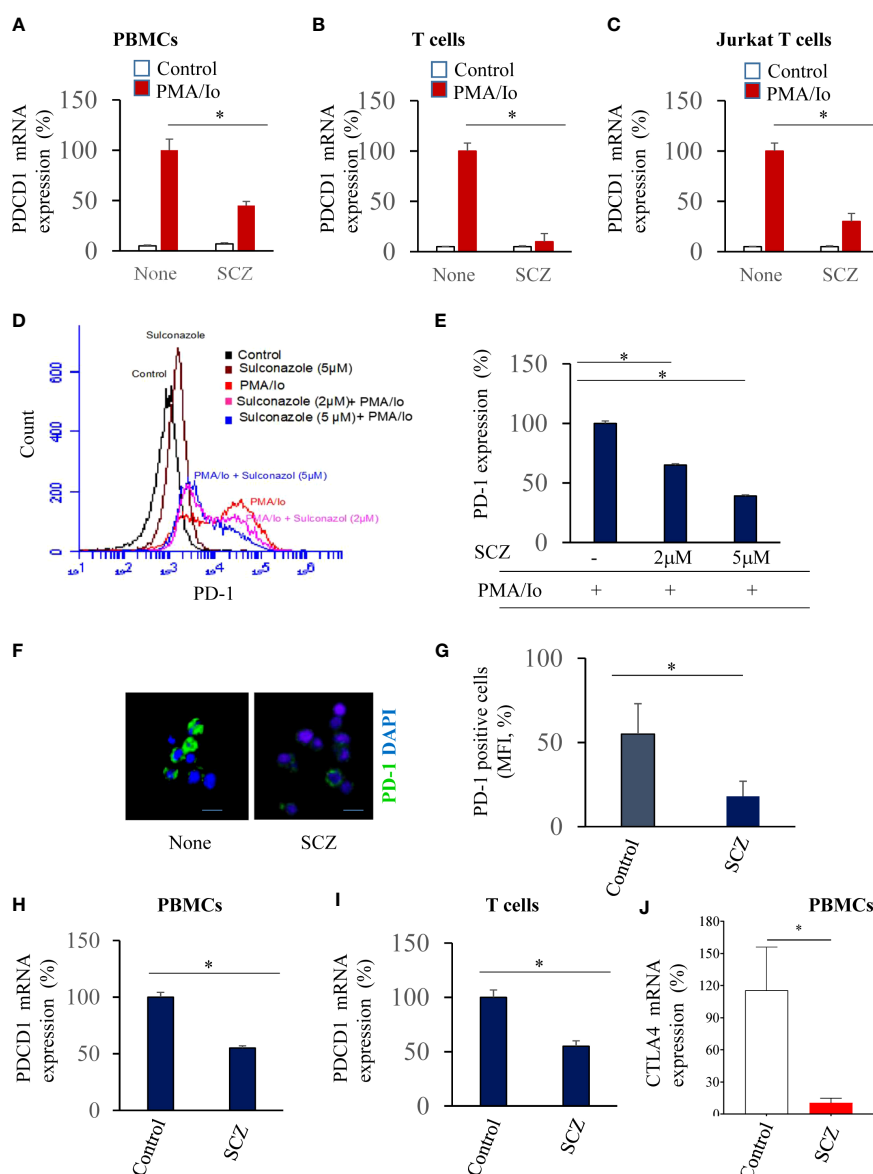 A
PBMCs
Control
PMA/Io
PDCD1 mRNA
expression (%)
150
100
50
0
None
SCZ
*
B
T cells
Control
PMA/Io
PDCD1 mRNA
expression (%)
150
100
50
0
None
SCZ
*
C
Jurkat T cells
Control
PMA/Io
PDCD1 mRNA
expression (%)
150
100
50
0
None
SCZ
*
D
Sulconazole
Control
Control
Sulconazole (5μM)
PMA/Io
Sulconazole (2μM)+ PMA/Io
Sulconazole (5 μM)+ PMA/Io
PMA/Io + Sulconazol (5uM)
PMA/Io
PMA/Io + Sulconazol (2uM)
Count
600
400
200
0
PD-1
E
PD-1 expression (%)
150
100
50
0
*
*
SCZ - 2μM 5μM
PMA/Io + + +
F
PD-1 DAPI
None
SCZ
G
PD-1 positive cells
(MFI, %)
100
50
0
*
Control
SCZ
H
PBMCs
PDCD1 mRNA
expression (%)
150
100
50
0
*
Control
SCZ
I
T cells
PDCD1 mRNA
expression (%)
150
100
50
0
*
Control
SCZ
J
PBMCs
CTLA4 mRNA
expression (%)
180
150
120
90
60
30
0
*
Control
SCZ